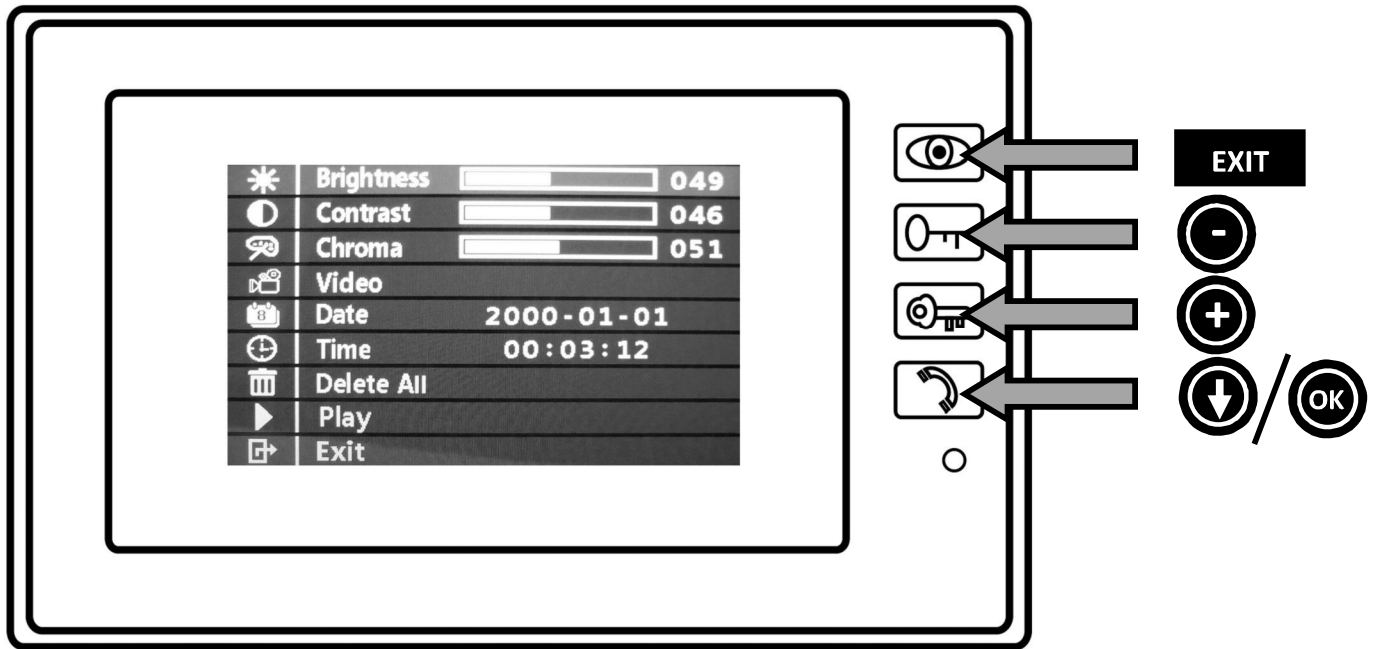 Brightness 049
Contrast 046
Chroma 051
Video
8
Date 2000-01-01
Time 00:03:12
Delete All
Play
Exit
EXIT
-
+
/ OK